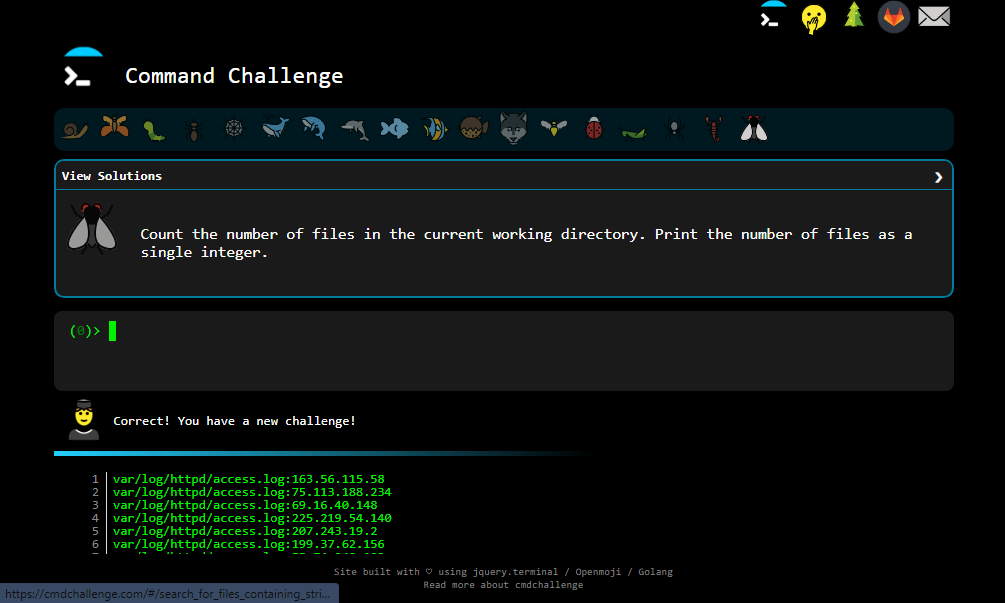 Command Challenge
View Solutions
Count the number of files in the current working directory. Print the number of files as a
single integer.
(0)>
Correct! You have a new challenge!
1 var/log/httpd/access.log:163.56.115.58
2 var/log/httpd/access.log:75.113.188.234
3 var/log/httpd/access.log:69.16.40.148
4 var/log/httpd/access.log:225.219.54.140
5 var/log/httpd/access.log:207.243.19.2
6 var/log/httpd/access.log:199.37.62.156
Site built with ♡ using jquery.terminal / Openmoji / Golang
Read more about cmdchallenge
https://cmdchallenge.com/#/search_for_files_containing_stri...